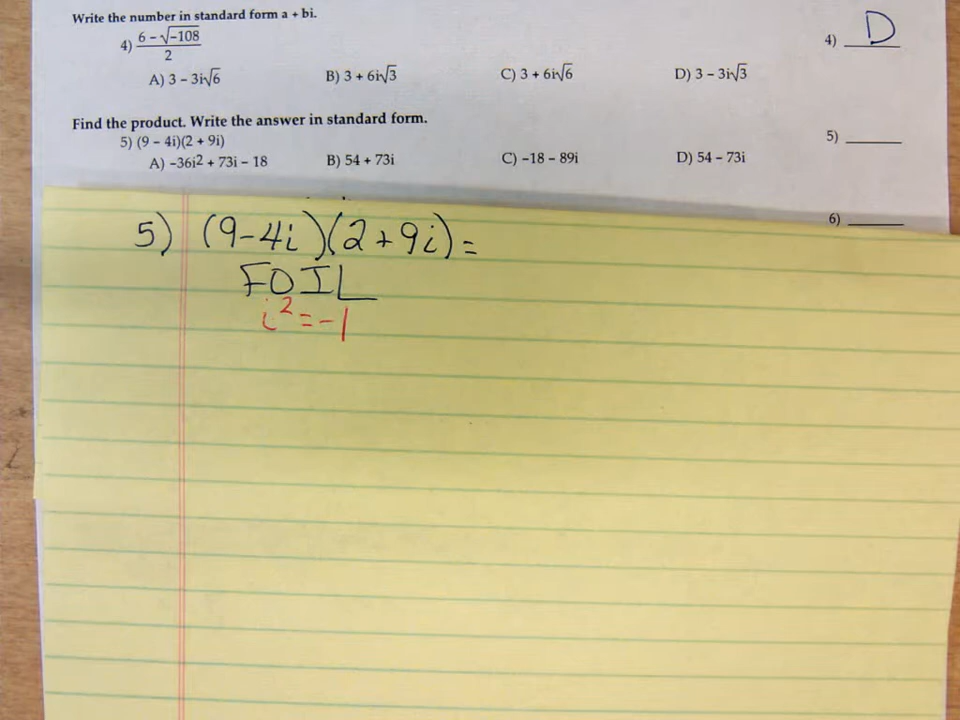 Write the number in standard form a + bi.
4) (6 – √–108)/2
4) D
A) 3 – 3i√6 B) 3 + 6i√3 C) 3 + 6i√6 D) 3 – 3i√3
Find the product. Write the answer in standard form.
5) (9 – 4i)(2 + 9i)
5)
A) –36i2 + 73i – 18 B) 54 + 73i C) –18 – 89i D) 54 – 73i
6)
5) (9-4i)(2+9i)=
FOIL
i²=-1